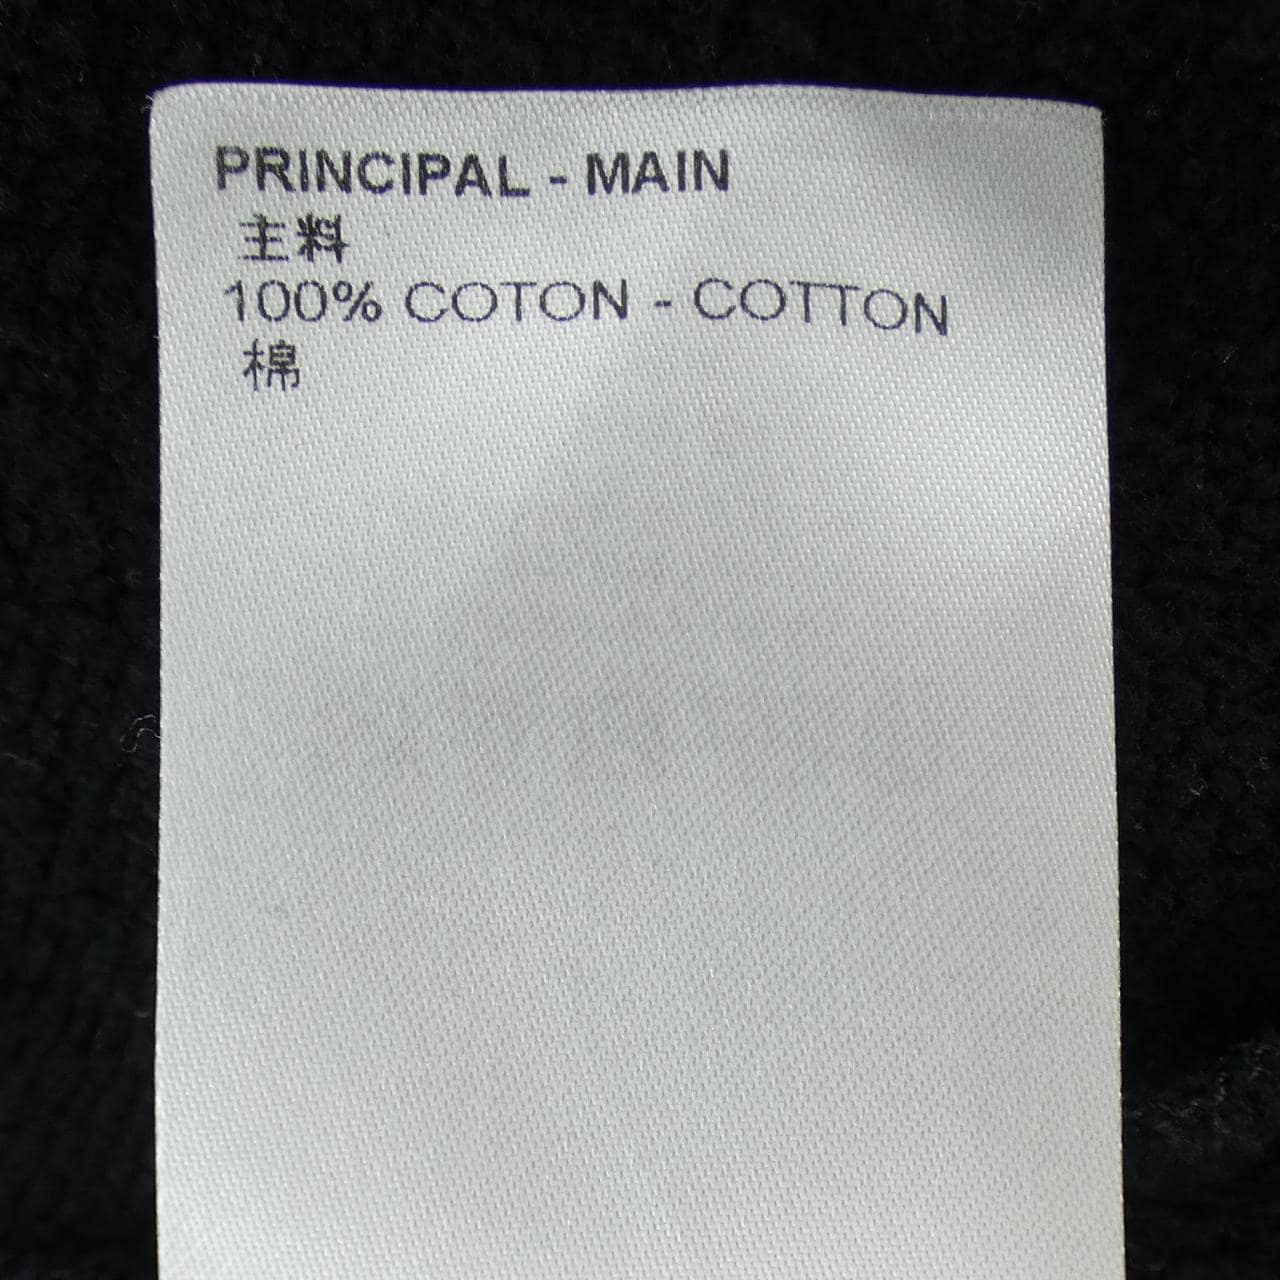 PRINCIPAL - MAIN
主料
100% COTON - COTTON
棉